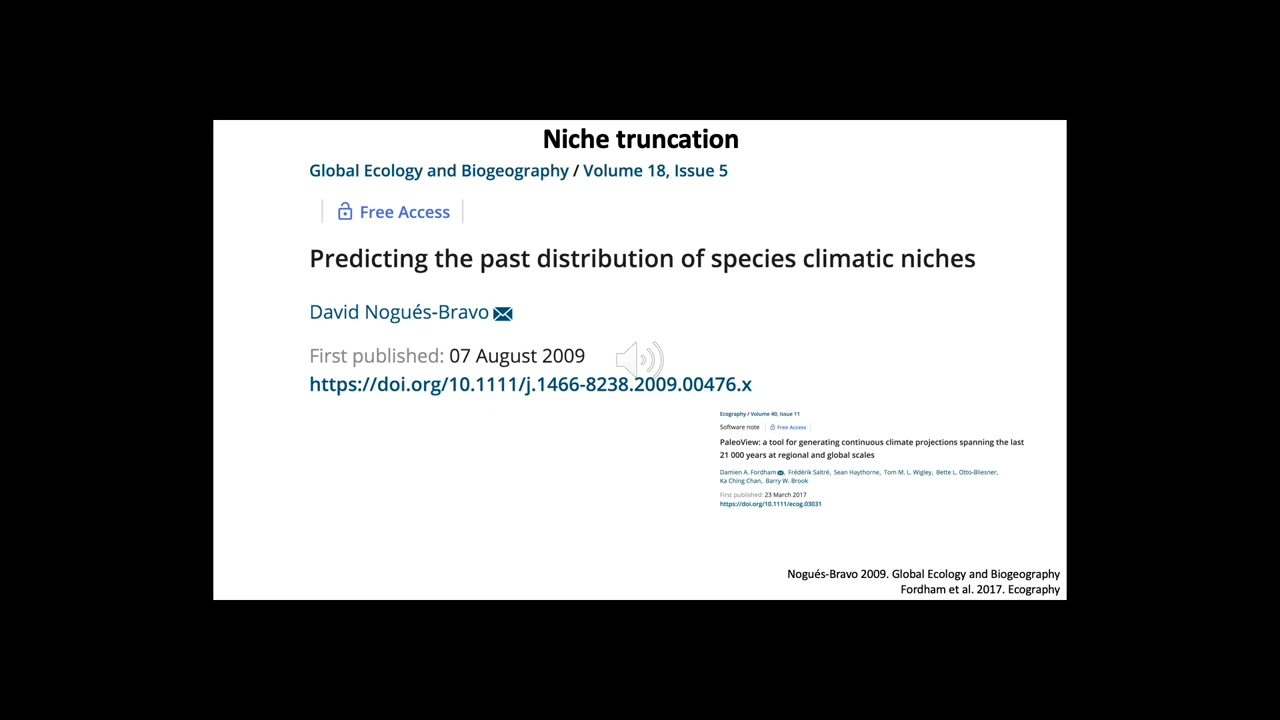 Niche truncation
Global Ecology and Biogeography / Volume 18, Issue 5
Free Access
Predicting the past distribution of species climatic niches
David Nogués-Bravo
First published: 07 August 2009
https://doi.org/10.1111/j.1466-8238.2009.00476.x
Ecography / Volume 40, Issue 11
Software note Free Access
PaleoView: a tool for generating continuous climate projections spanning the last
21 000 years at regional and global scales
Damien A. Fordham, Frédérik Saltré, Sean Haythorne, Tom M. L. Wigley, Bette L. Otto-Bliesner,
Ka Ching Chan, Barry W. Brook
First published: 23 March 2017
https://doi.org/10.1111/ecog.03031
Nogués-Bravo 2009. Global Ecology and Biogeography
Fordham et al. 2017. Ecography